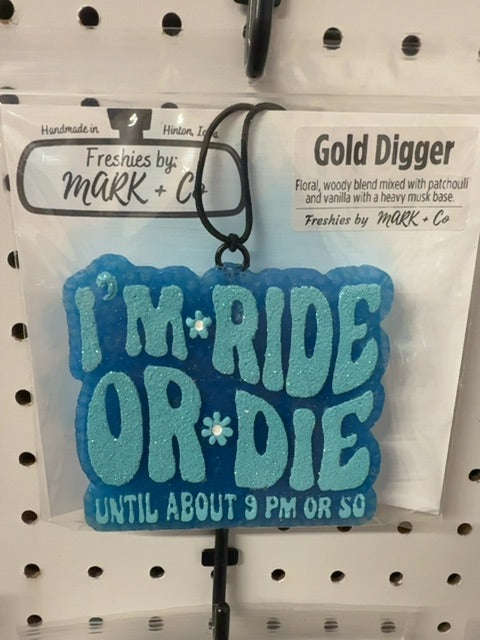 Handmade in Hinton, Iowa
Freshies by:
MARK + Co
Gold Digger
Floral, woody blend mixed with patchouli
and vanilla with a heavy musk base.
Freshies by MARK + Co
I'M RIDE
OR DIE
UNTIL ABOUT 9 PM OR SO